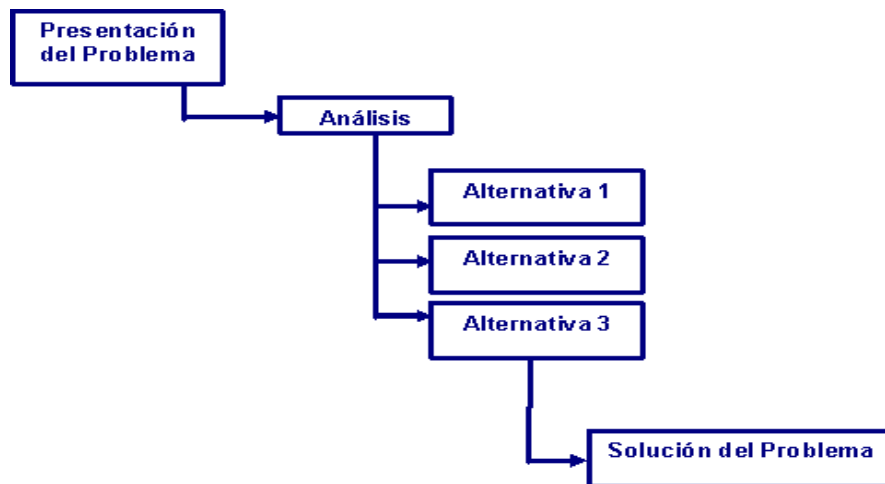 Presentación
del Problema
Análisis
Alternativa 1
Alternativa 2
Alternativa 3
Solución del Problema